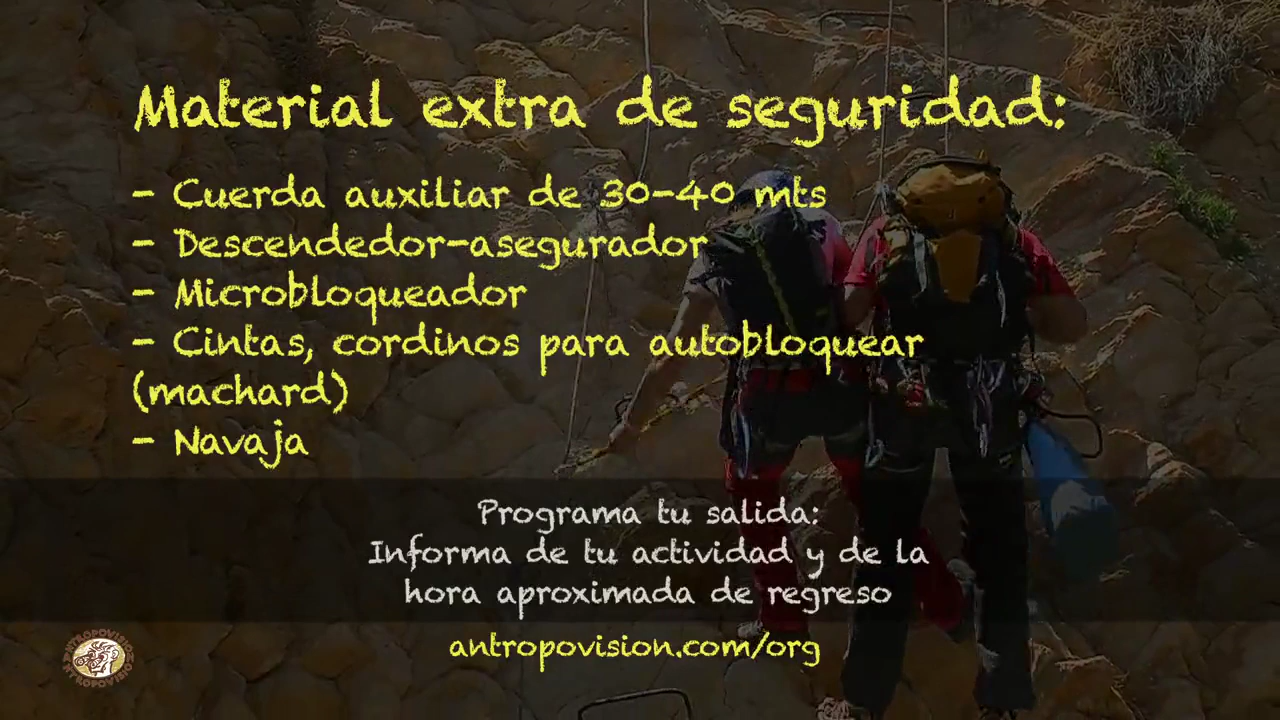 Material extra de seguridad:
- Cuerda auxiliar de 30-40 mts
- Descendedor-asegurador
- Microbloqueador
- Cintas, cordinos para autobloquear
(machard)
- Navaja
Programa tu salida:
Informa de tu actividad y de la
hora aproximada de regreso
antropovision.com/org
ANTROPOVISION